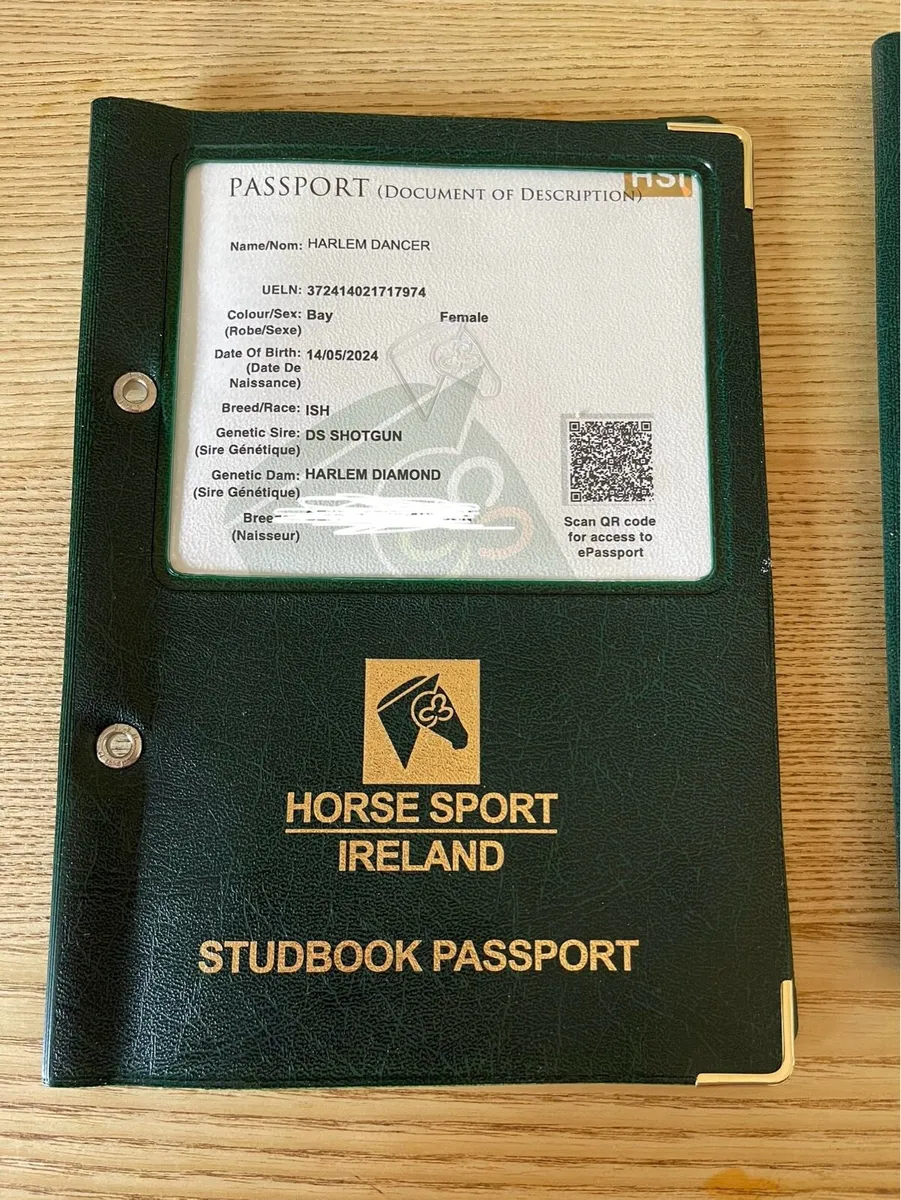 PASSPORT (DOCUMENT OF DESCRIPTION)
HSI
Name/Nom: HARLEM DANCER
UELN: 372414021717974
Colour/Sex: Bay Female
(Robe/Sexe)
Date Of Birth: 14/05/2024
(Date De
Naissance)
Breed/Race: ISH
Genetic Sire: DS SHOTGUN
(Sire Génétique)
Genetic Dam: HARLEM DIAMOND
(Sire Génétique)
Bree
(Naisseur)
Scan QR code
for access to
ePassport
HORSE SPORT
IRELAND
STUDBOOK PASSPORT